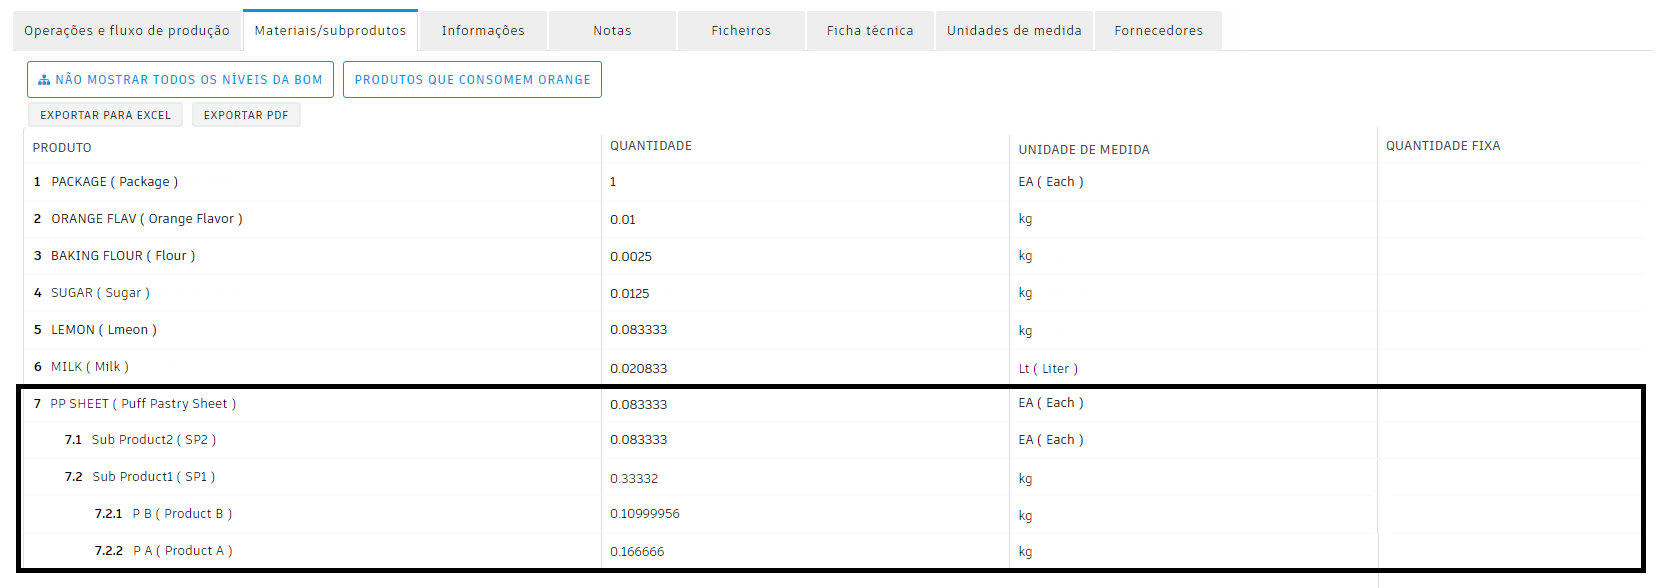 Operações e fluxo de produção Materiais/subprodutos Informações Notas Ficheiros Ficha técnica Unidades de medida Fornecedores
NÃO MOSTRAR TODOS OS NÍVEIS DA BOM PRODUTOS QUE CONSOMEM ORANGE
EXPORTAR PARA EXCEL EXPORTAR PDF
PRODUTO QUANTIDADE UNIDADE DE MEDIDA QUANTIDADE FIXA
1 PACKAGE ( Package ) 1 EA ( Each )
2 ORANGE FLAV ( Orange Flavor ) 0.01 kg
3 BAKING FLOUR ( Flour ) 0.0025 kg
4 SUGAR ( Sugar ) 0.0125 kg
5 LEMON ( Lmeon ) 0.083333 kg
6 MILK ( Milk ) 0.020833 Lt ( Liter )
7 PP SHEET ( Puff Pastry Sheet ) 0.083333 EA ( Each )
7.1 Sub Product2 ( SP2 ) 0.083333 EA ( Each )
7.2 Sub Product1 ( SP1 ) 0.33332 kg
7.2.1 P B ( Product B ) 0.10999956 kg
7.2.2 P A ( Product A ) 0.166666 kg